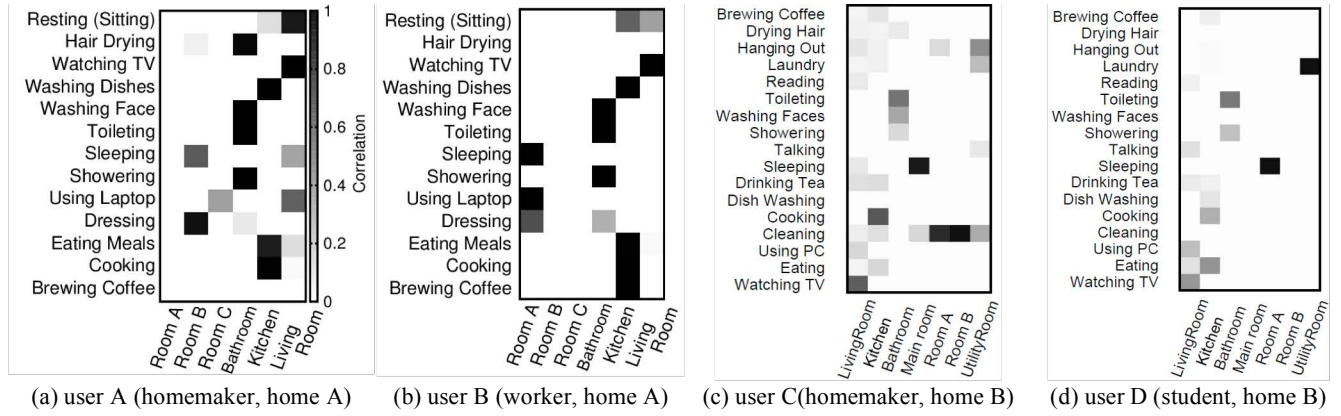 Resting (Sitting)
Hair Drying
Watching TV
Washing Dishes
Washing Face
Toileting
Sleeping
Showering
Using Laptop
Dressing
Eating Meals
Cooking
Brewing Coffee
Room A
Room B
Room C
Bathroom
Kitchen
Living
Room
1
0.8
0.6
0.4
0.2
0
Correlation
(a) user A (homemaker, home A)
Resting (Sitting)
Hair Drying
Watching TV
Washing Dishes
Washing Face
Toileting
Sleeping
Showering
Using Laptop
Dressing
Eating Meals
Cooking
Brewing Coffee
Room A
Room B
Room C
Bathroom
Kitchen
Living
Room
(b) user B (worker, home A)
Brewing Coffee
Drying Hair
Hanging Out
Laundry
Reading
Toileting
Washing Faces
Showering
Talking
Sleeping
Drinking Tea
Dish Washing
Cooking
Cleaning
Using PC
Eating
Watching TV
LivingRoom
Kitchen
Bathroom
Main room
Room A
Room B
UtilityRoom
(c) user C(homemaker, home B)
Brewing Coffee
Drying Hair
Hanging Out
Laundry
Reading
Toileting
Washing Faces
Showering
Talking
Sleeping
Drinking Tea
Dish Washing
Cooking
Cleaning
Using PC
Eating
Watching TV
LivingRoom
Kitchen
Bathroom
Main room
Room A
Room B
UtilityRoom
(d) user D (student, home B)